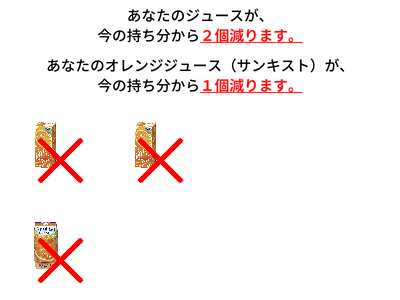 あなたのジュースが、
今の持ち分から２個減ります。
あなたのオレンジジュース（サンキスト）が、
今の持ち分から１個減ります。